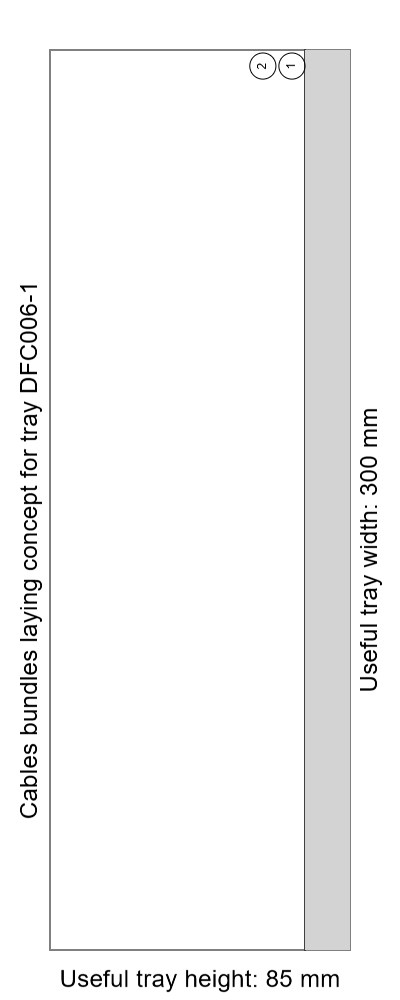 Cables bundles laying concept for tray DFC006-1
2
1
Useful tray width: 300 mm
Useful tray height: 85 mm